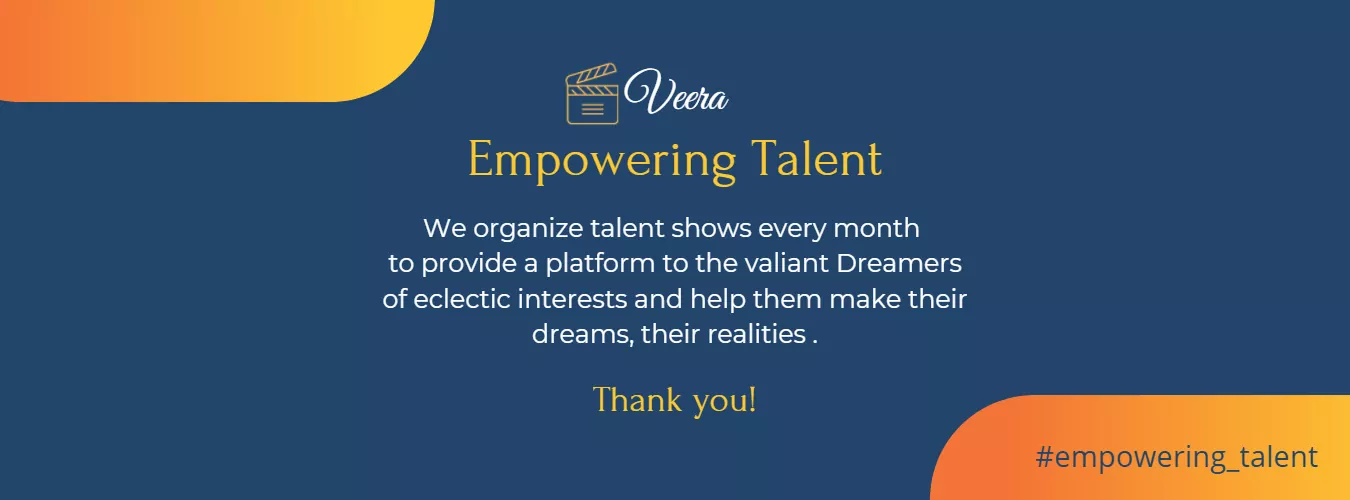 Veera
Empowering Talent
We organize talent shows every month
to provide a platform to the valiant Dreamers
of eclectic interests and help them make their
dreams, their realities .
Thank you!
#empowering_talent